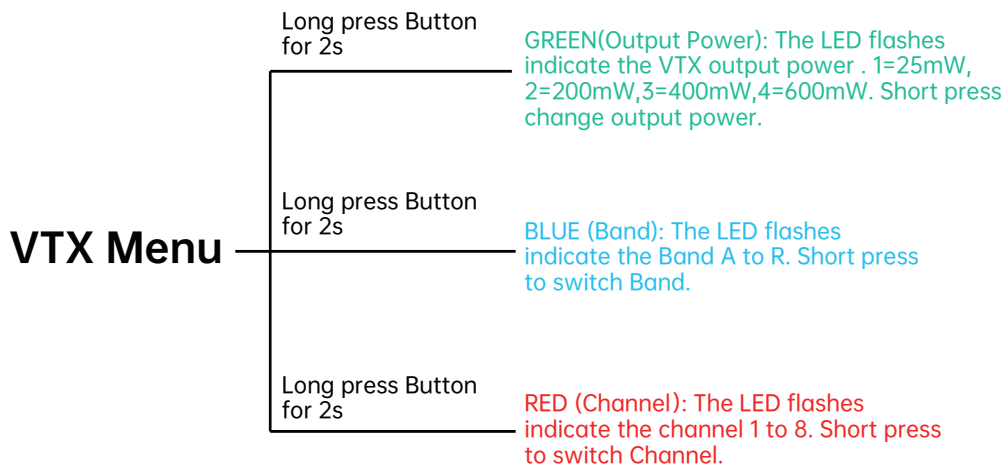 Long press Button
for 2s
GREEN(Output Power): The LED flashes
indicate the VTX output power . 1=25mW,
2=200mW,3=400mW,4=600mW. Short press
change output power.
Long press Button
for 2s
VTX Menu
BLUE (Band): The LED flashes
indicate the Band A to R. Short press
to switch Band.
Long press Button
for 2s
RED (Channel): The LED flashes
indicate the channel 1 to 8. Short press
to switch Channel.